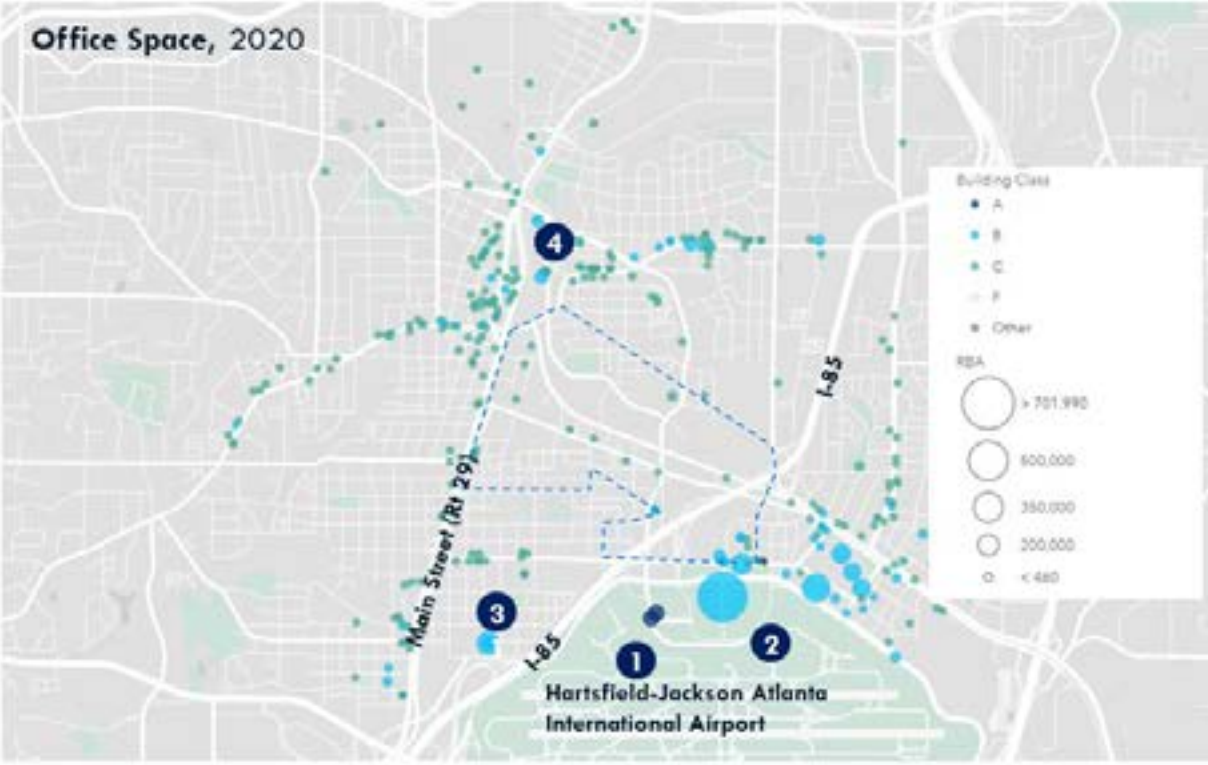 Office Space, 2020
Building Class
A
B
C
F
Other
RBA
> 701,990
500,000
350,000
200,000
< 460
4
I-85
Main Street (Rt 29)
3
I-85
1
2
Hartsfield-Jackson Atlanta
International Airport